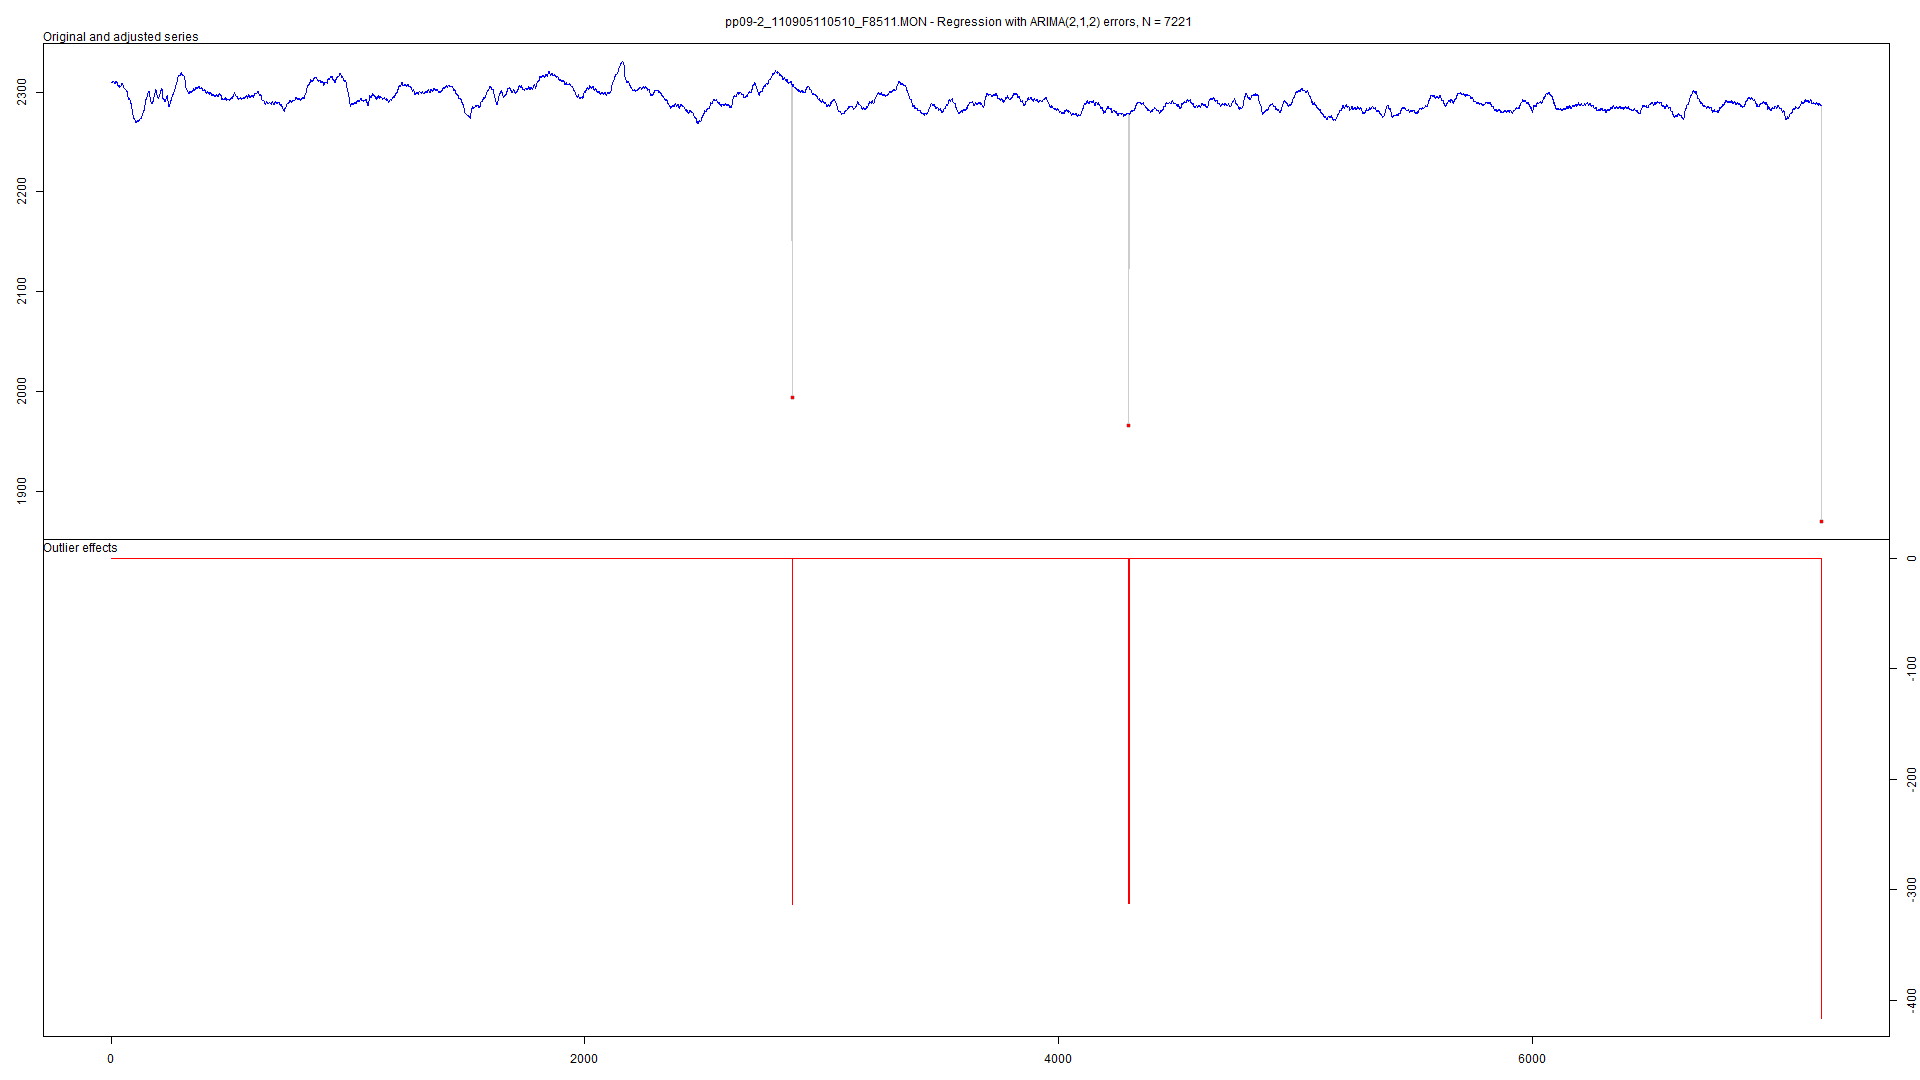 pp09-2_110905110510_F8511.MON - Regression with ARIMA(2,1,2) errors, N = 7221
Original and adjusted series
2300
2200
2100
2000
1900
Outlier effects
0
-100
-200
-300
-400
0 2000 4000 6000